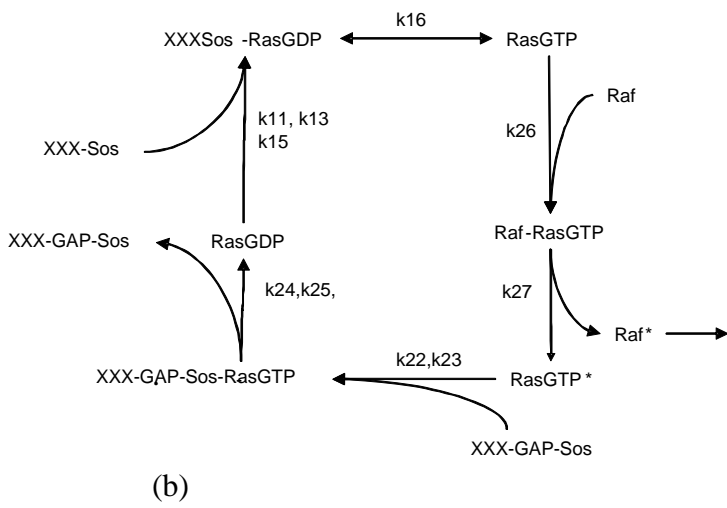 k16
XXXSos -RasGDP
RasGTP
Raf
k11, k13
k15
k26
XXX-Sos
XXX-GAP-Sos
RasGDP
Raf-RasGTP
k24,k25,
k27
Raf*
k22,k23
XXX-GAP-Sos-RasGTP
RasGTP*
XXX-GAP-Sos
(b)